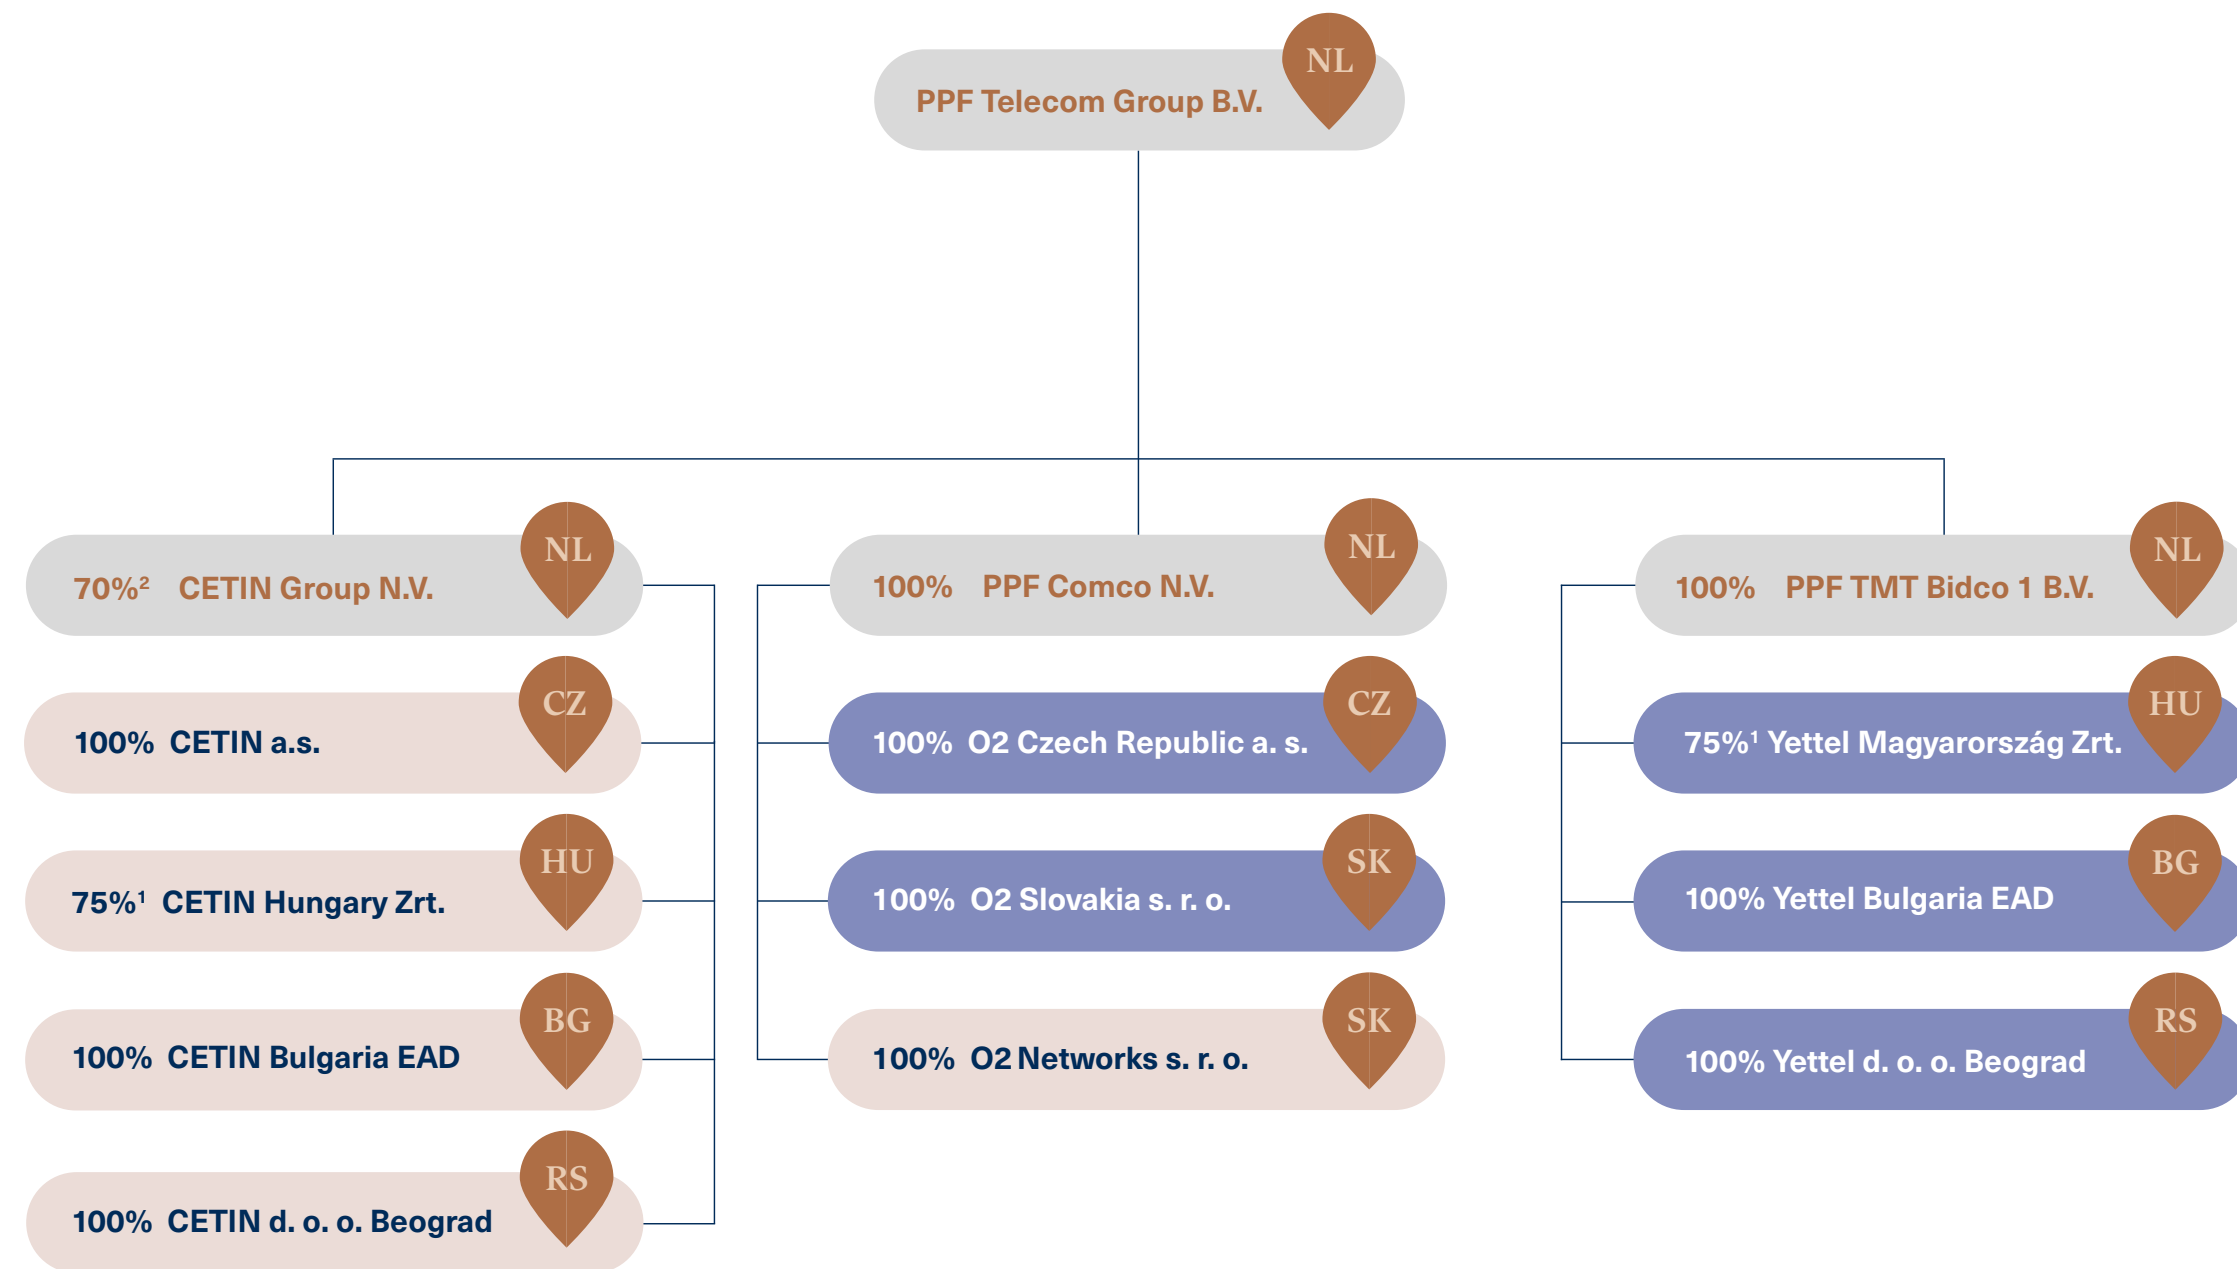 NL
PPF Telecom Group B.V.
NL
70%² CETIN Group N.V.
CZ
100% CETIN a.s.
HU
75%¹ CETIN Hungary Zrt.
BG
100% CETIN Bulgaria EAD
RS
100% CETIN d. o. o. Beograd
NL
100% PPF Comco N.V.
CZ
100% O2 Czech Republic a. s.
SK
100% O2 Slovakia s. r. o.
SK
100% O2 Networks s. r. o.
NL
100% PPF TMT Bidco 1 B.V.
HU
75%¹ Yettel Magyarország Zrt.
BG
100% Yettel Bulgaria EAD
RS
100% Yettel d. o. o. Beograd